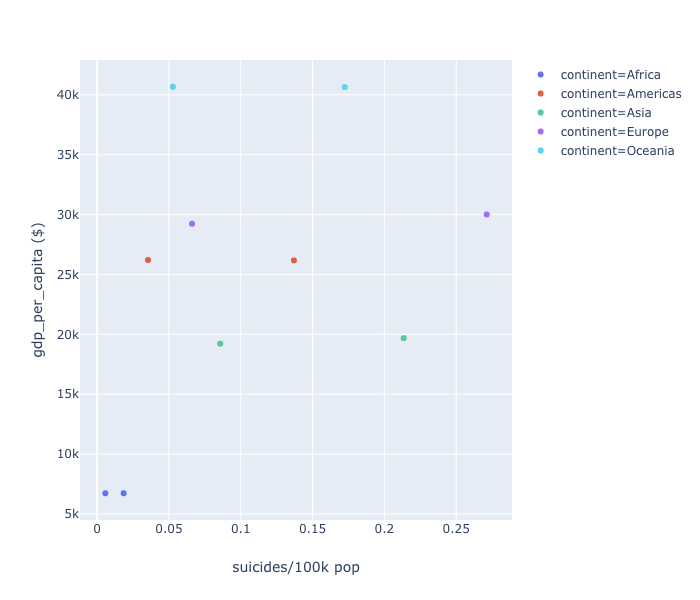 continent=Africa
continent=Americas
continent=Asia
continent=Europe
continent=Oceania
40k
35k
30k
25k
20k
15k
10k
5k
gdp_per_capita ($)
0
0.05
0.1
0.15
0.2
0.25
suicides/100k pop